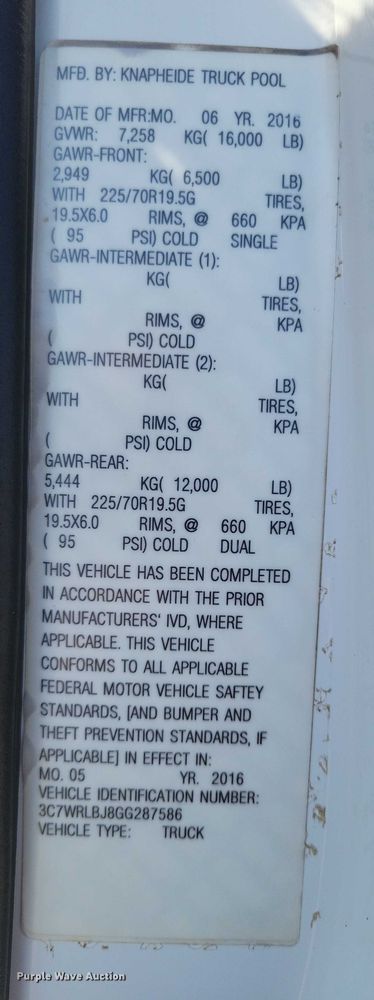 MFD. BY: KNAPHEIDE TRUCK POOL
DATE OF MFR:MO. 06 YR. 2016
GVWR: 7,258 KG( 16,000 LB)
GAWR-FRONT:
2,949 KG( 6,500 LB)
WITH 225/70R19.5G TIRES,
19.5X6.0 RIMS, @ 660 KPA
( 95 PSI) COLD SINGLE
GAWR-INTERMEDIATE (1):
KG( LB)
WITH TIRES,
RIMS, @ KPA
( PSI) COLD
GAWR-INTERMEDIATE (2):
KG( LB)
WITH TIRES,
RIMS, @ KPA
( PSI) COLD
GAWR-REAR:
5,444 KG( 12,000 LB)
WITH 225/70R19.5G TIRES,
19.5X6.0 RIMS, @ 660 KPA
( 95 PSI) COLD DUAL
THIS VEHICLE HAS BEEN COMPLETED
IN ACCORDANCE WITH THE PRIOR
MANUFACTURERS' IVD, WHERE
APPLICABLE. THIS VEHICLE
CONFORMS TO ALL APPLICABLE
FEDERAL MOTOR VEHICLE SAFTEY
STANDARDS, [AND BUMPER AND
THEFT PREVENTION STANDARDS, IF
APPLICABLE] IN EFFECT IN:
MO. 05 YR. 2016
VEHICLE IDENTIFICATION NUMBER:
3C7WRLBJ8GG287586
VEHICLE TYPE: TRUCK
Purple Wave Auction